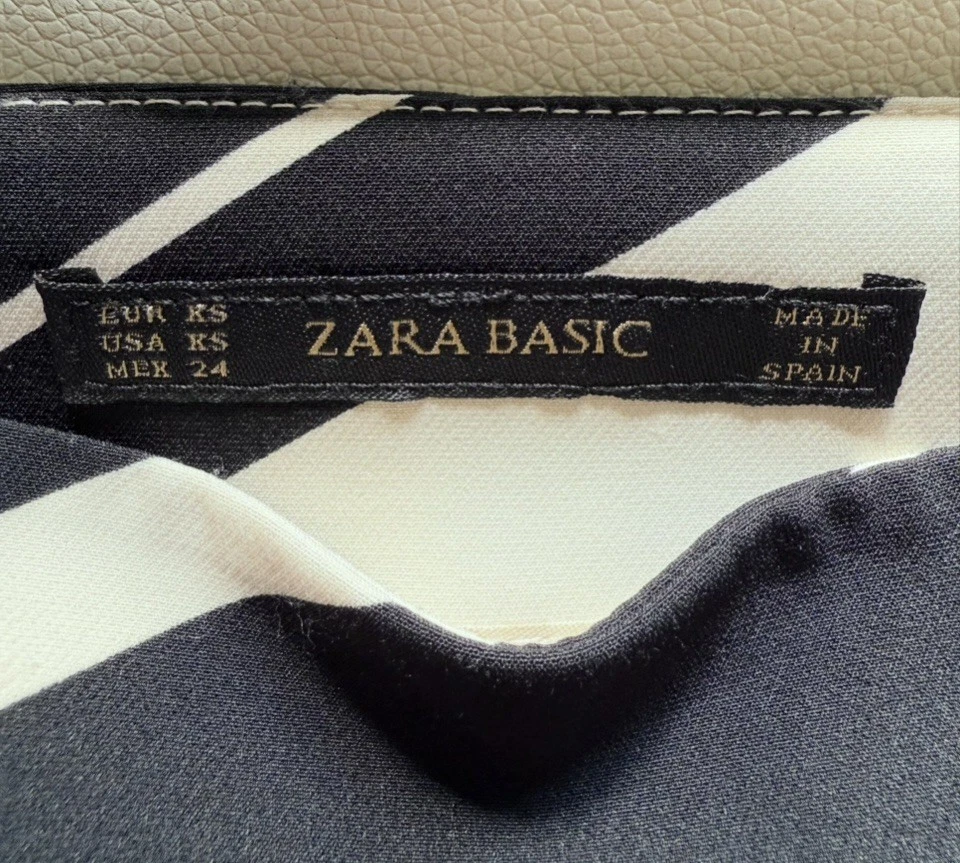 EUR XS
USA XS
MEX 24
ZARA BASIC
MADE
IN
SPAIN